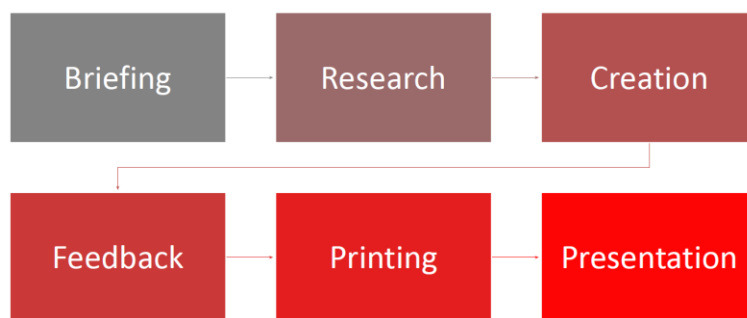 Briefing
Research
Creation
Feedback
Printing
Presentation